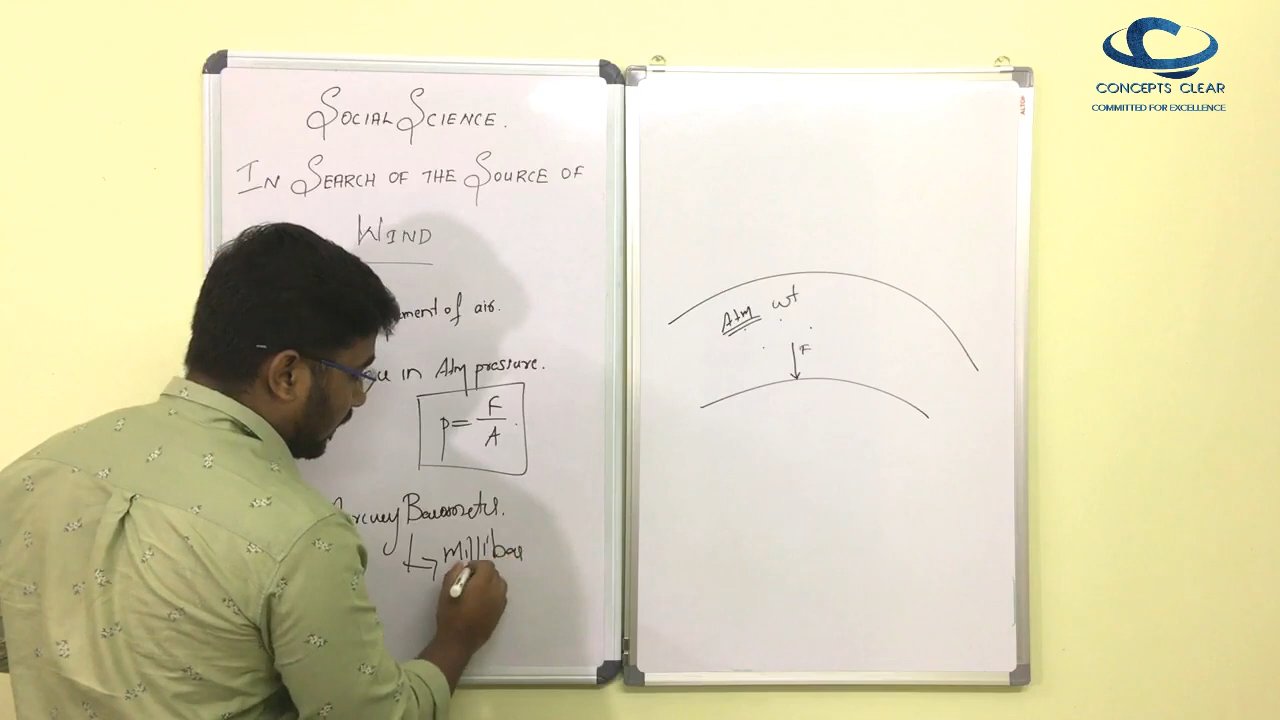 SOCIAL SCIENCE.
IN SEARCH OF THE SOURCE OF
WIND
of air.
in Atm pressure.
P = F/A
Barometer.
millibar
Atm wt
F
ALTOP
CONCEPTS CLEAR
COMMITTED FOR EXCELLENCE